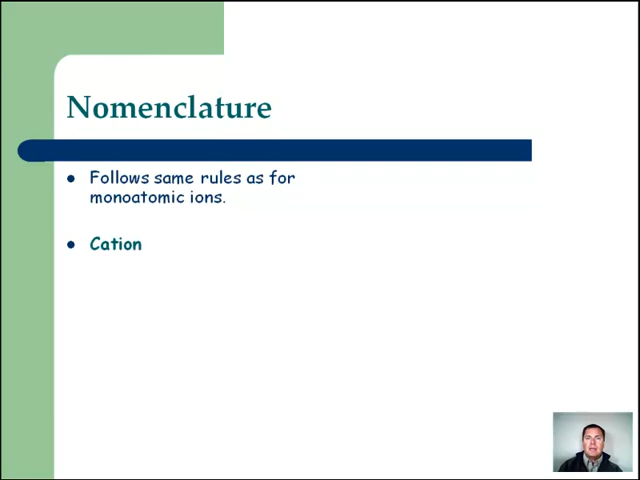 Nomenclature
Follows same rules as for
monoatomic ions.
Cation